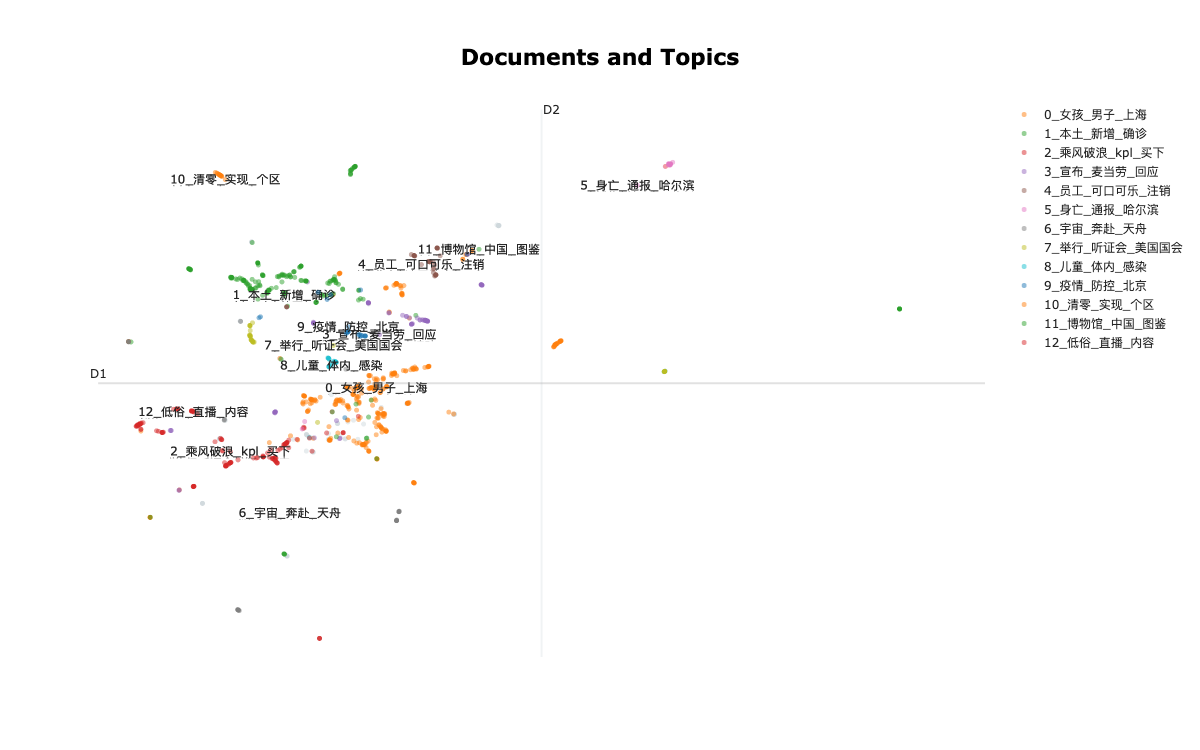 Documents and Topics
D2
0_女孩_男子_上海
1_本土_新增_确诊
2_乘风破浪_kpl_买下
3_宣布_麦当劳_回应
4_员工_可口可乐_注销
5_身亡_通报_哈尔滨
6_宇宙_奔赴_天舟
7_举行_听证会_美国国会
8_儿童_体内_感染
9_疫情_防控_北京
10_清零_实现_个区
11_博物馆_中国_图鉴
12_低俗_直播_内容
10_清零_实现_个区
5_身亡_通报_哈尔滨
11_博物馆_中国_图鉴
4_员工_可口可乐_注销
1_本土_新增_确诊
9_疫情_防控_北京
3_宣布_麦当劳_回应
7_举行_听证会_美国国会
8_儿童_体内_感染
D1
0_女孩_男子_上海
12_低俗_直播_内容
2_乘风破浪_kpl_买下
6_宇宙_奔赴_天舟